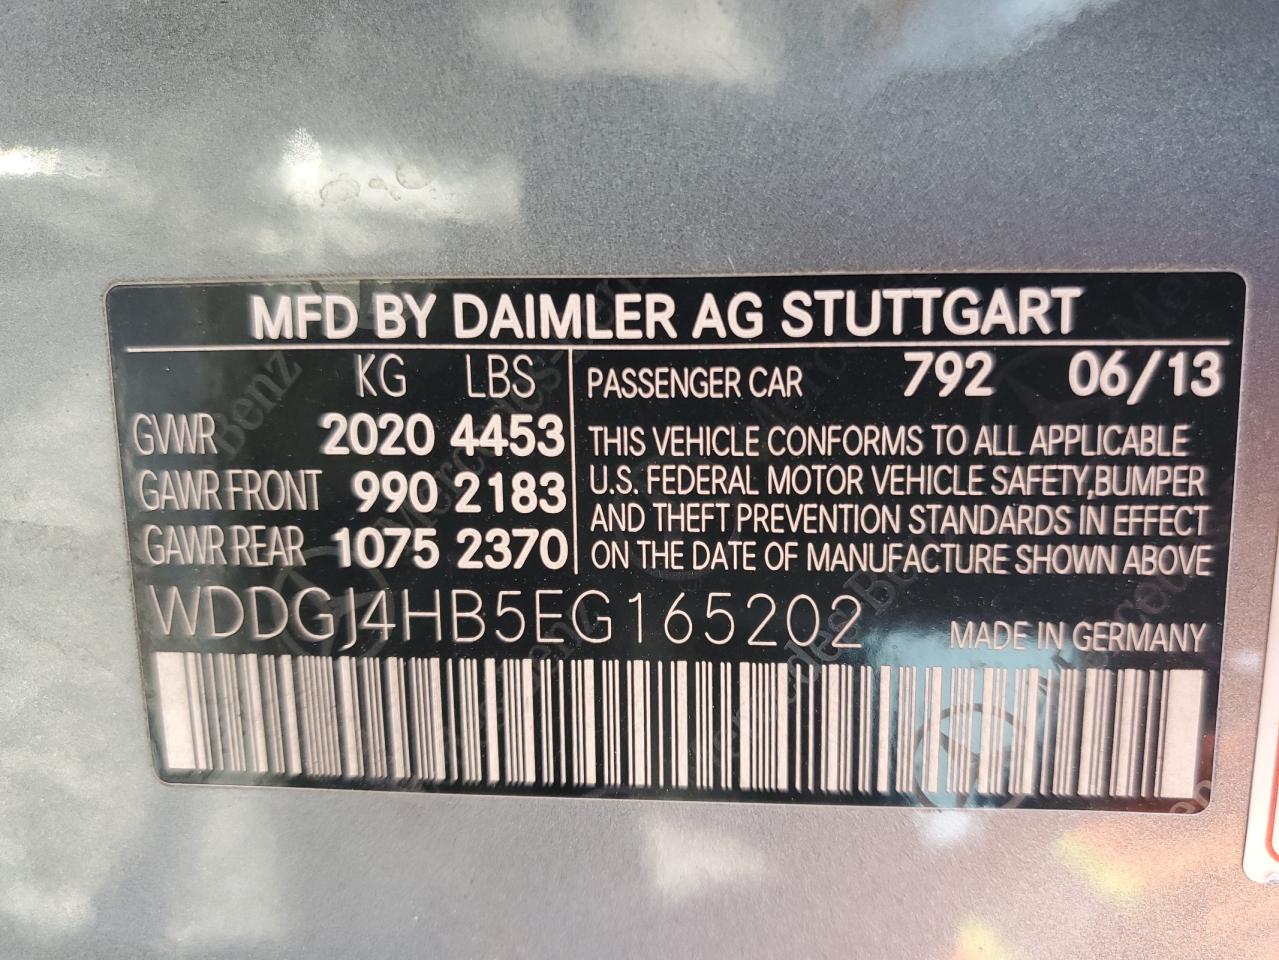 MFD BY DAIMLER AG STUTTGART
KG LBS
GVWR 2020 4453
GAWR FRONT 990 2183
GAWR REAR 1075 2370
PASSENGER CAR 792 06/13
THIS VEHICLE CONFORMS TO ALL APPLICABLE
U.S. FEDERAL MOTOR VEHICLE SAFETY,BUMPER
AND THEFT PREVENTION STANDARDS IN EFFECT
ON THE DATE OF MANUFACTURE SHOWN ABOVE
WDDGJ4HB5EG165202
MADE IN GERMANY